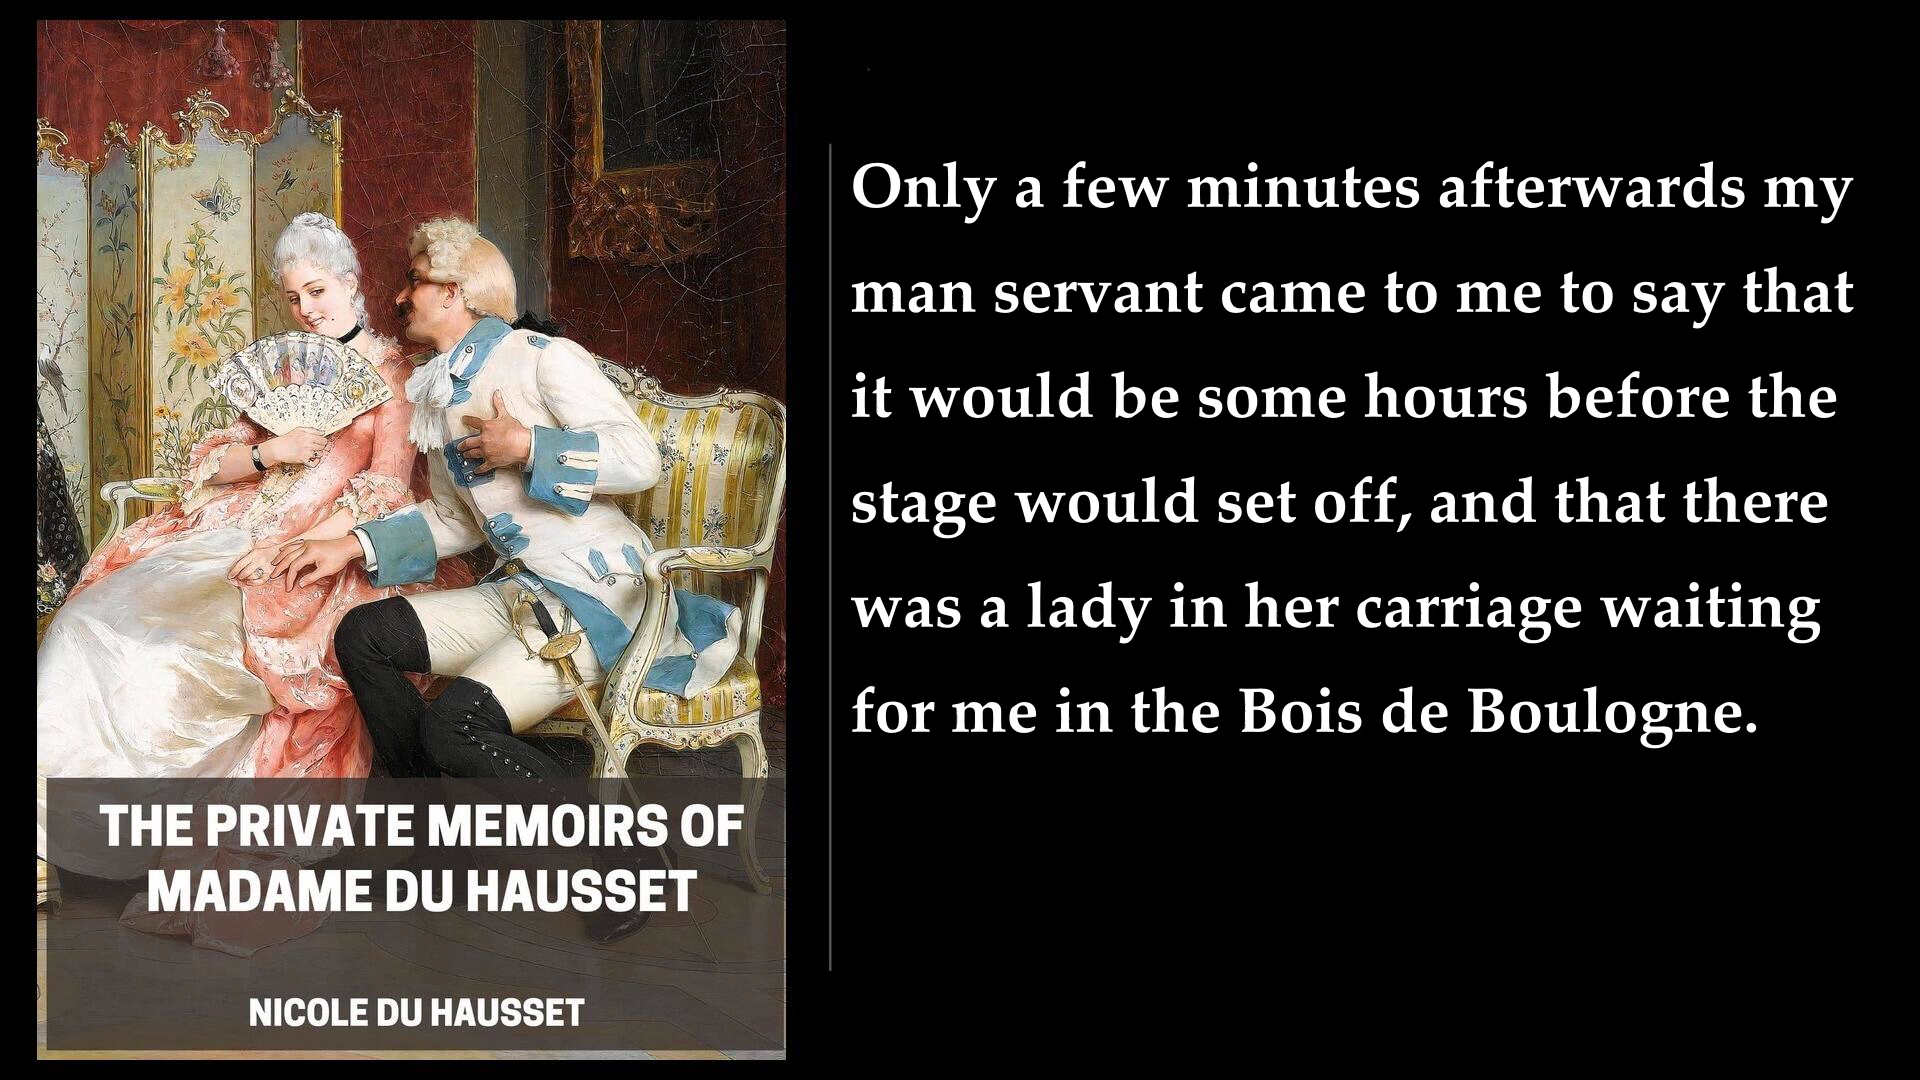 THE PRIVATE MEMOIRS OF
MADAME DU HAUSSET
NICOLE DU HAUSSET
Only a few minutes afterwards my
man servant came to me to say that
it would be some hours before the
stage would set off, and that there
was a lady in her carriage waiting
for me in the Bois de Boulogne.